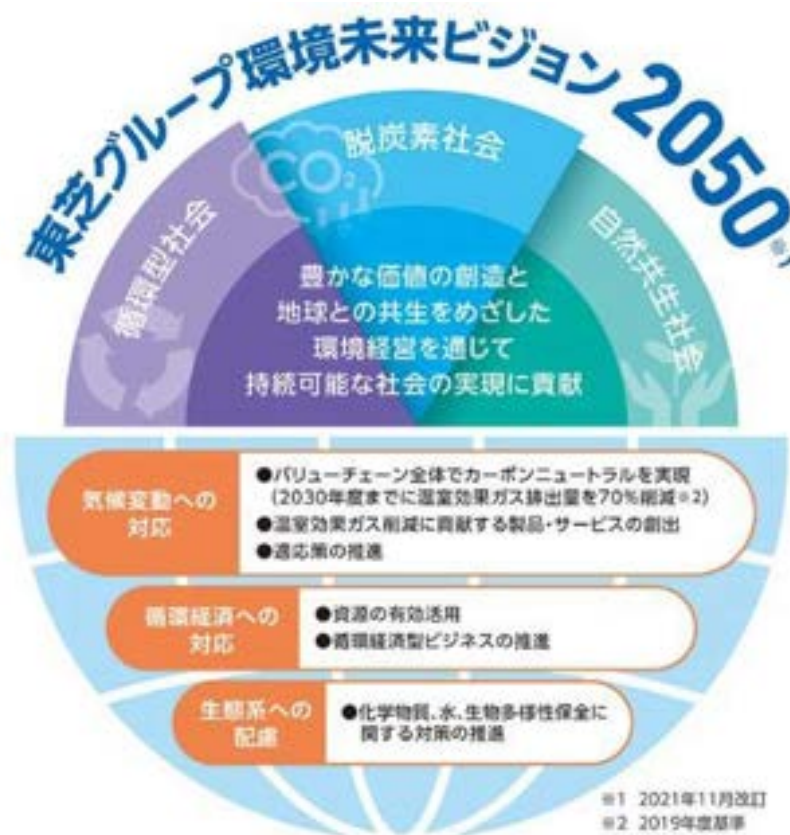 東芝グループ環境未来ビジョン2050※1
循環型社会
CO₂
脱炭素社会
自然共生社会
豊かな価値の創造と
地球との共生をめざした
環境経営を通じて
持続可能な社会の実現に貢献
気候変動への
対応
●バリューチェーン全体でカーボンニュートラルを実現
(2030年度までに温室効果ガス排出量を70%削減※2)
●温室効果ガス削減に貢献する製品・サービスの創出
●適応策の推進
循環経済への
対応
●資源の有効活用
●循環経済型ビジネスの推進
生態系への
配慮
●化学物質、水、生物多様性保全に
関する対策の推進
※1 2021年11月改訂
※2 2019年度基準